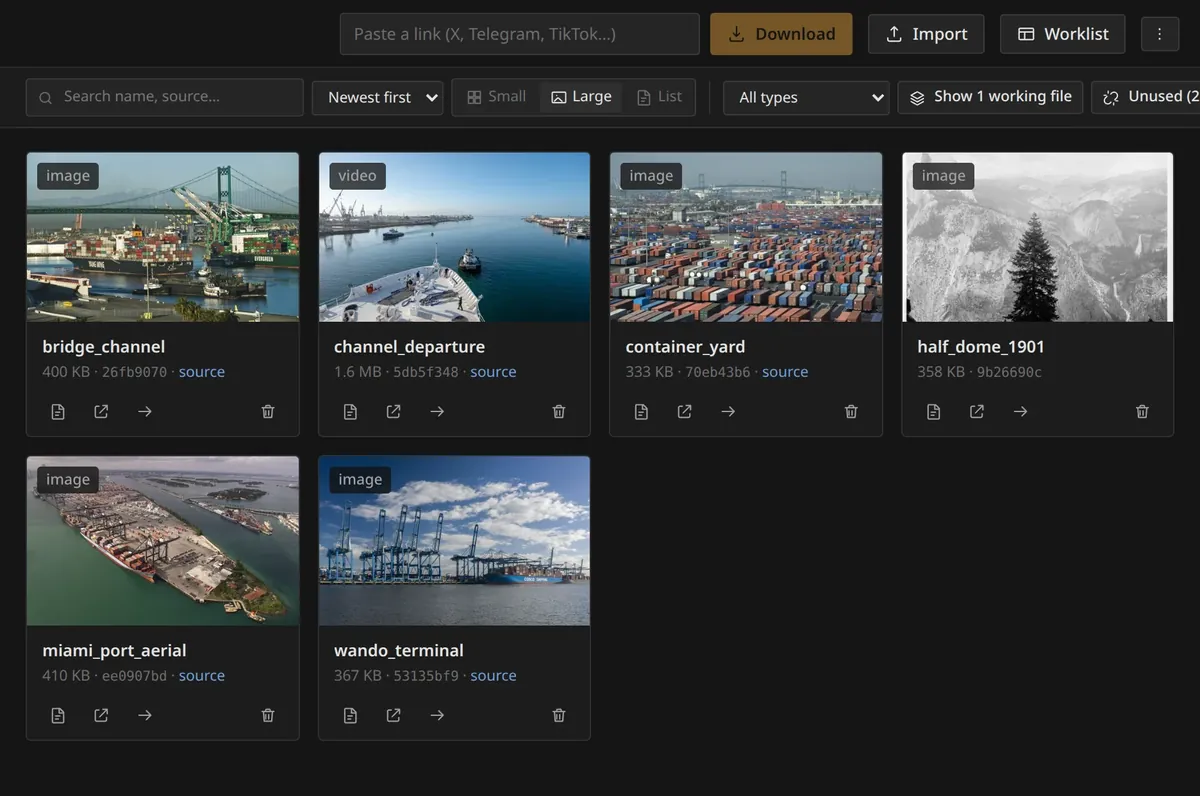 Paste a link (X, Telegram, TikTok...)
Download
Import
Worklist
Search name, source...
Newest first
Small
Large
List
All types
Show 1 working file
Unused (2
image
video
image
image
YANG MING
EVERGREEN
bridge_channel
400 KB · 26fb9070 · source
channel_departure
1.6 MB · 5db5f348 · source
container_yard
333 KB · 70eb43b6 · source
half_dome_1901
358 KB · 9b26690c
image
image
miami_port_aerial
410 KB · ee0907bd · source
wando_terminal
367 KB · 53135bf9 · source